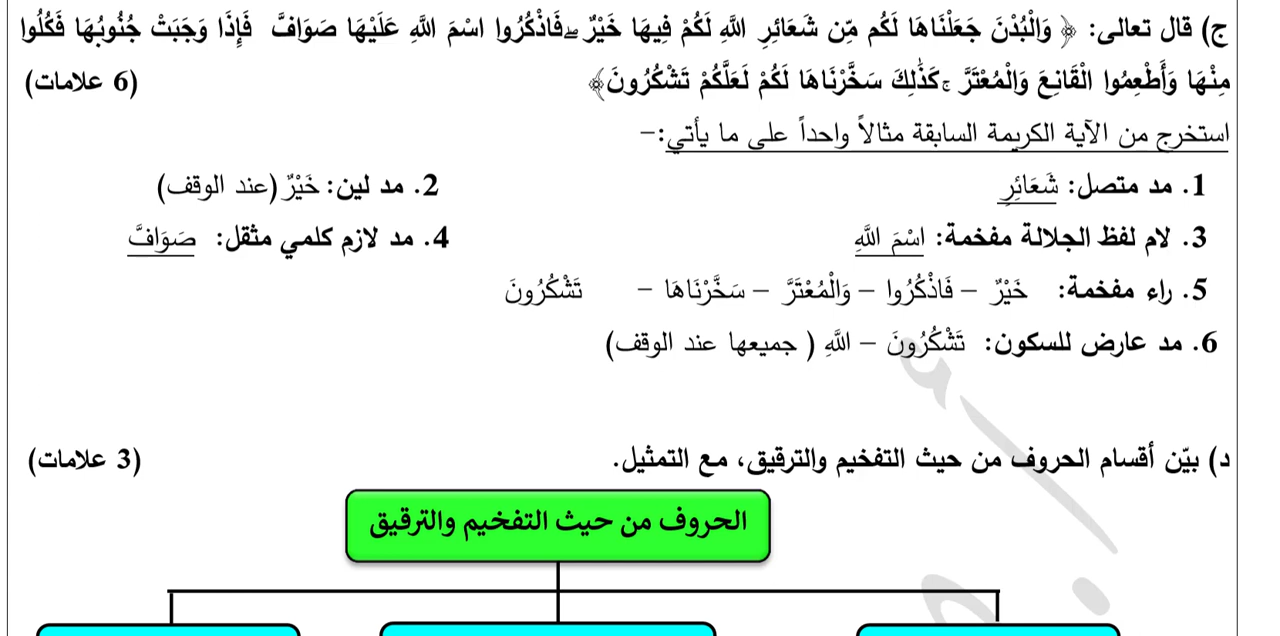 ج) قال تعالى: ﴿ وَالْبُدْنَ جَعَلْنَاهَا لَكُم مِّن شَعَائِرِ اللَّهِ لَكُمْ فِيهَا خَيْرٌ ۖ فَاذْكُرُوا اسْمَ اللَّهِ عَلَيْهَا صَوَافَّ فَإِذَا وَجَبَتْ جُنُوبُهَا فَكُلُوا
مِنْهَا وَأَطْعِمُوا الْقَانِعَ وَالْمُعْتَرَّ ۚ كَذَٰلِكَ سَخَّرْنَاهَا لَكُمْ لَعَلَّكُمْ تَشْكُرُونَ﴾ (6 علامات)
استخرج من الآية الكريمة السابقة مثالاً واحداً على ما يأتي:-
1. مد متصل: شَعَائِرِ 2. مد لين: خَيْرٌ (عند الوقف)
3. لام لفظ الجلالة مفخمة: اسْمَ اللَّهِ 4. مد لازم كلمي مثقل: صَوَافَّ
5. راء مفخمة: خَيْرٌ – فَاذْكُرُوا – وَالْمُعْتَرَّ – سَخَّرْنَاهَا – تَشْكُرُونَ
6. مد عارض للسكون: تَشْكُرُونَ – اللَّهِ ( جميعها عند الوقف)
د) بيّن أقسام الحروف من حيث التفخيم والترقيق، مع التمثيل. (3 علامات)
الحروف من حيث التفخيم والترقيق